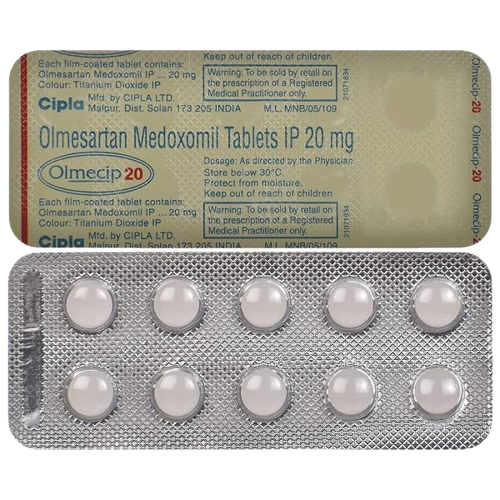 Keep out of reach of children
Each film-coated tablet contains:
Olmesartan Medoxomil IP ... 20 mg
Colour: Titanium Dioxide IP
Warning: To be sold by retail on
the prescription of a Registered
Medical Practitioner only.
21071834
Cipla Mfd. by CIPLA LTD.
Malpur, Dist. Solan 173 205 INDIA M.L. MNB/05/109
Olmesartan Medoxomil Tablets IP 20 mg
Olmecip 20
Dosage: As directed by the Physician
Store below 30°C.
Protect from moisture.
Keep out of reach of children
Each film-coated tablet contains:
Olmesartan Medoxomil IP ... 20 mg
Colour: Titanium Dioxide IP
Warning: To be sold by retail on
the prescription of a Registered
Medical Practitioner only.
21071834
Cipla Mfd. by CIPLA LTD.
Malpur, Dist. Solan 173 205 INDIA M.L. MNB/05/109
Olmecip 20
Olmecip 20
Olmecip 20